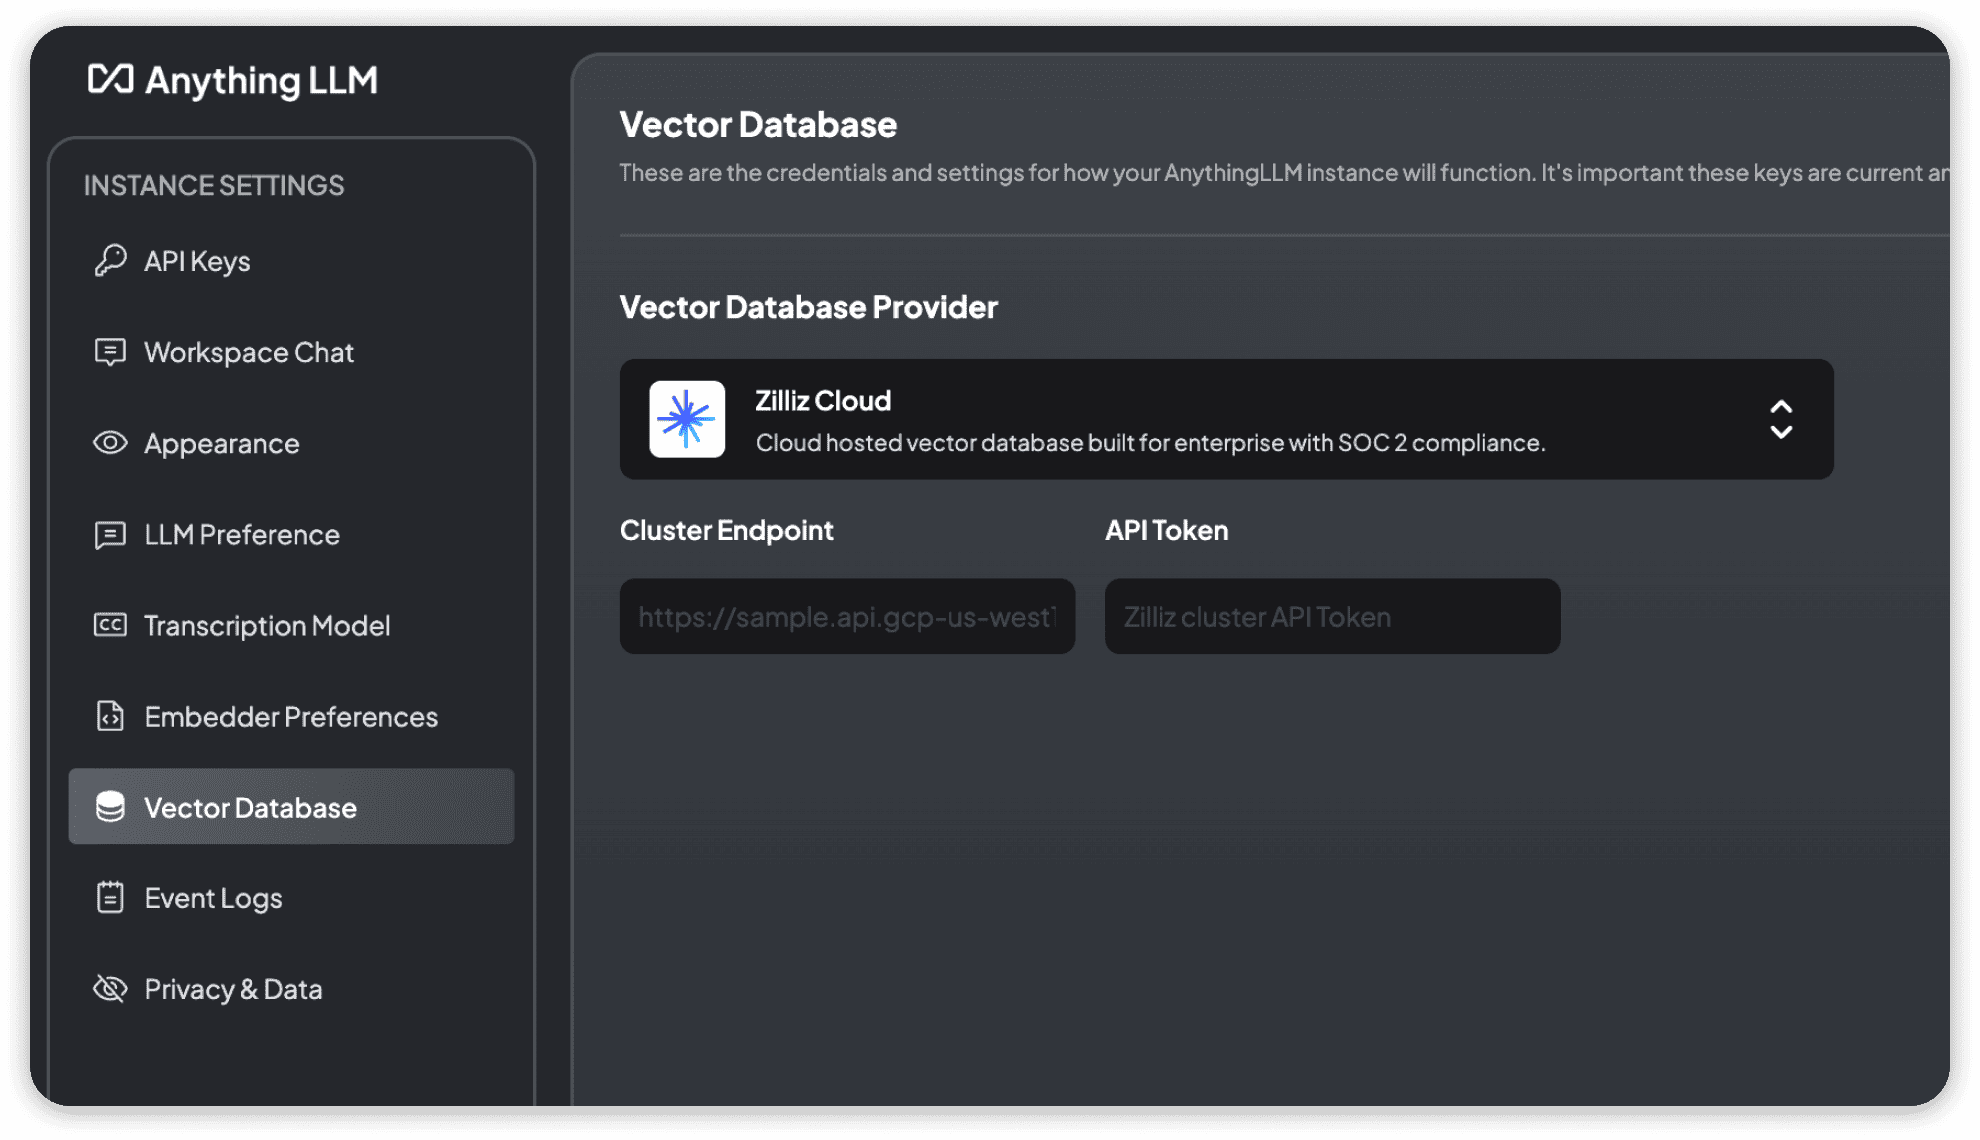 Anything LLM
INSTANCE SETTINGS
API Keys
Workspace Chat
Appearance
LLM Preference
CC Transcription Model
Embedder Preferences
Vector Database
Event Logs
Privacy & Data
Vector Database
These are the credentials and settings for how your AnythingLLM instance will function. It's important these keys are current
Vector Database Provider
Zilliz Cloud
Cloud hosted vector database built for enterprise with SOC 2 compliance.
Cluster Endpoint
https://sample.api.gcp-us-west1
API Token
Zilliz cluster API Token